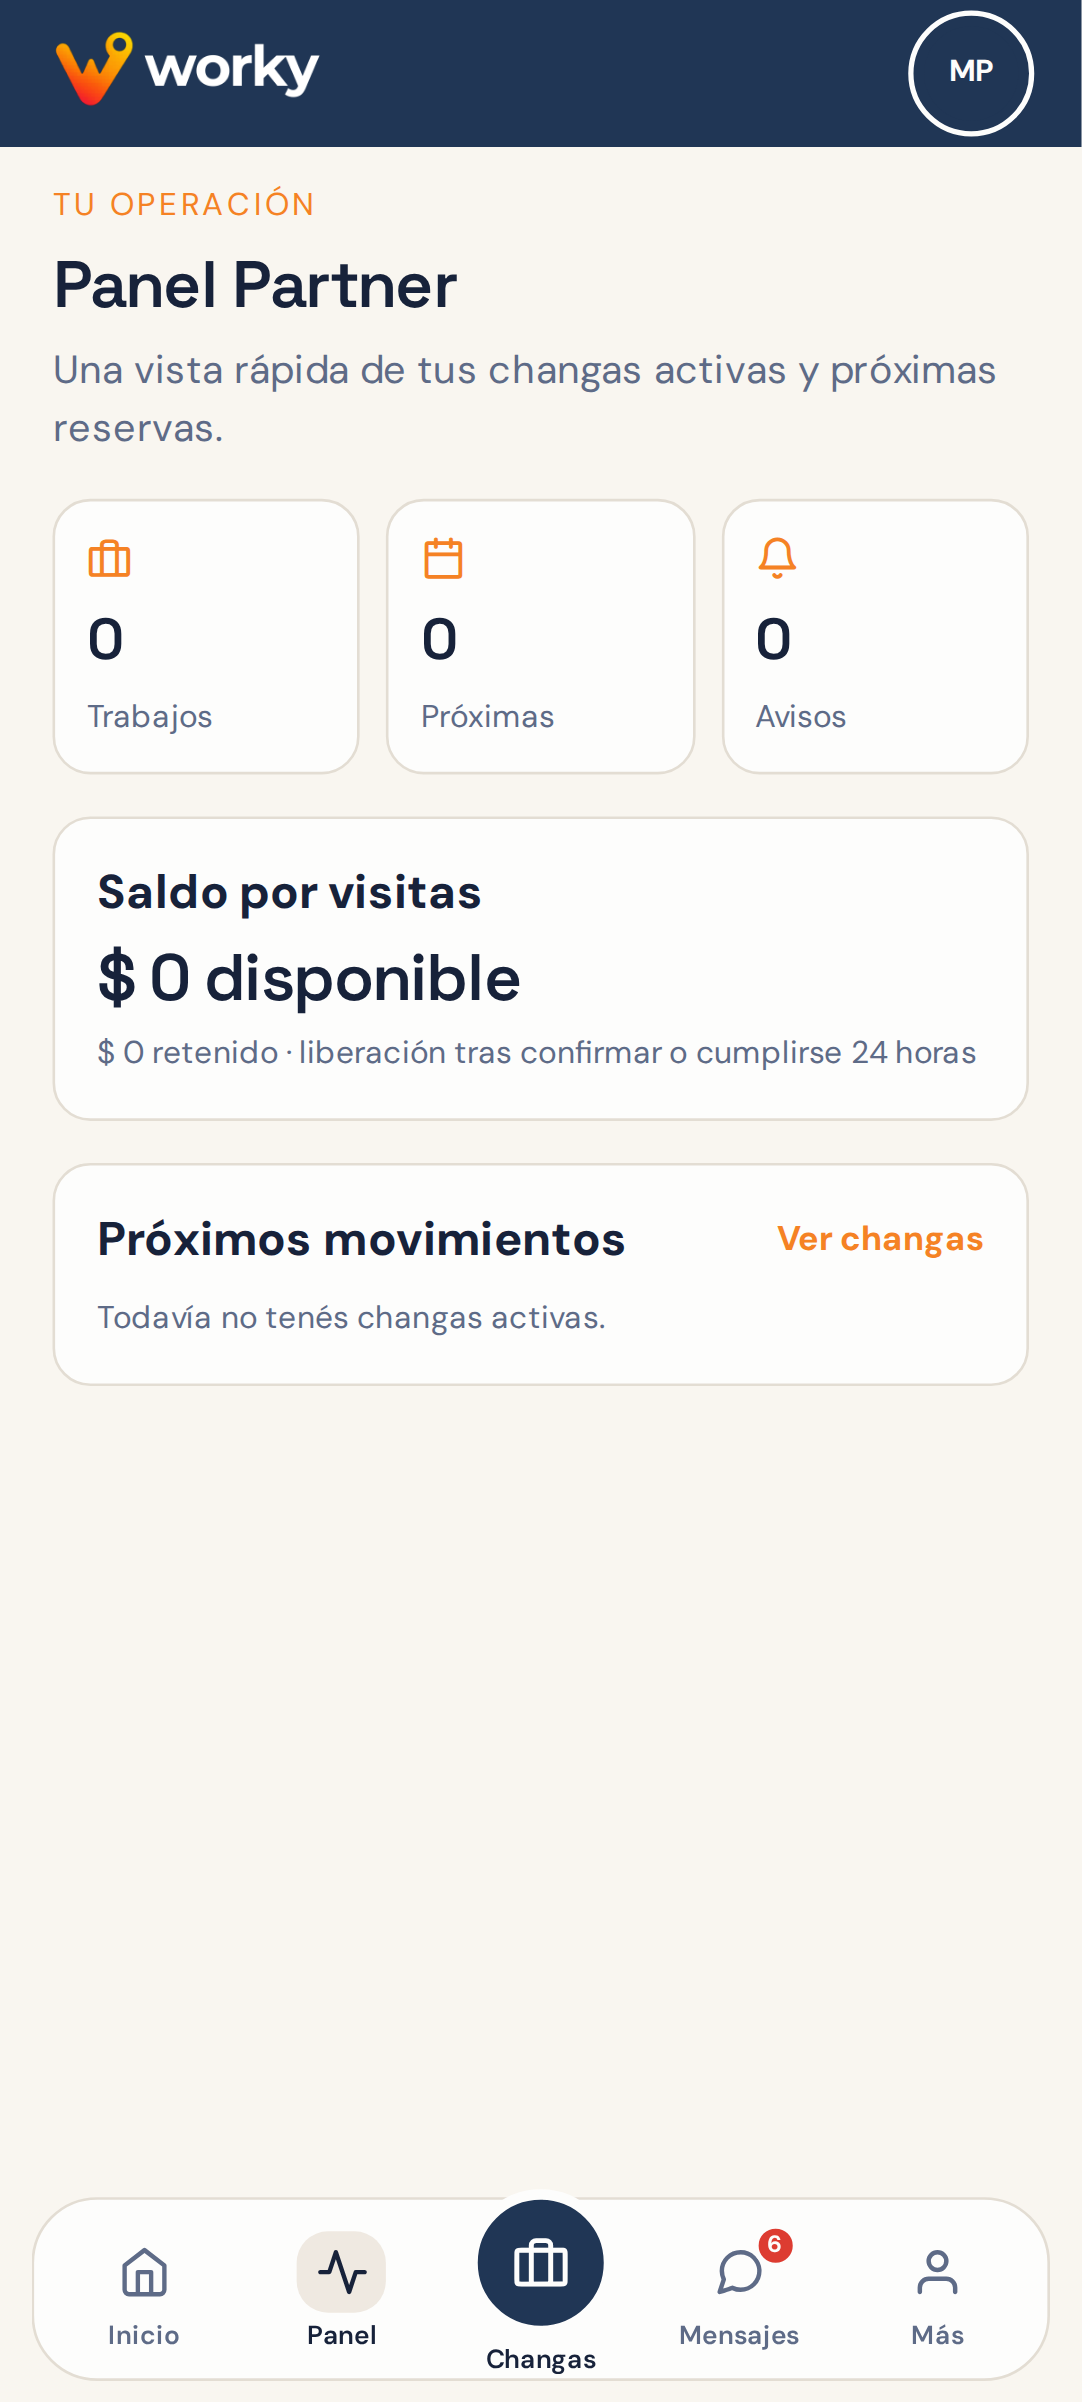 worky
MP
TU OPERACIÓN
Panel Partner
Una vista rápida de tus changas activas y próximas
reservas.
0
Trabajos
0
Próximas
0
Avisos
Saldo por visitas
$ 0 disponible
$ 0 retenido · liberación tras confirmar o cumplirse 24 horas
Próximos movimientos
Ver changas
Todavía no tenés changas activas.
Inicio
Panel
Changas
6
Mensajes
Más